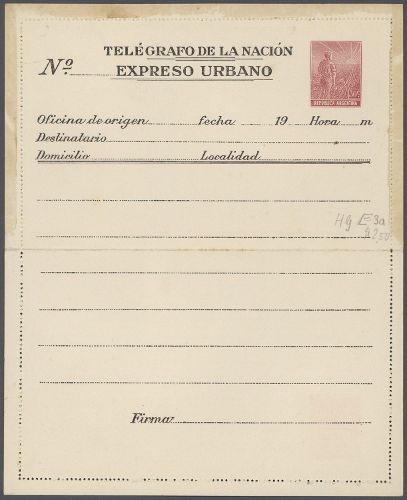 TELÉGRAFO DE LA NACIÓN
Nº EXPRESO URBANO
REPUBLICA ARGENTINA
Oficina de origen fecha 19 Hora m
Destinatario
Domicilio Localidad
HG E3a
Firma: